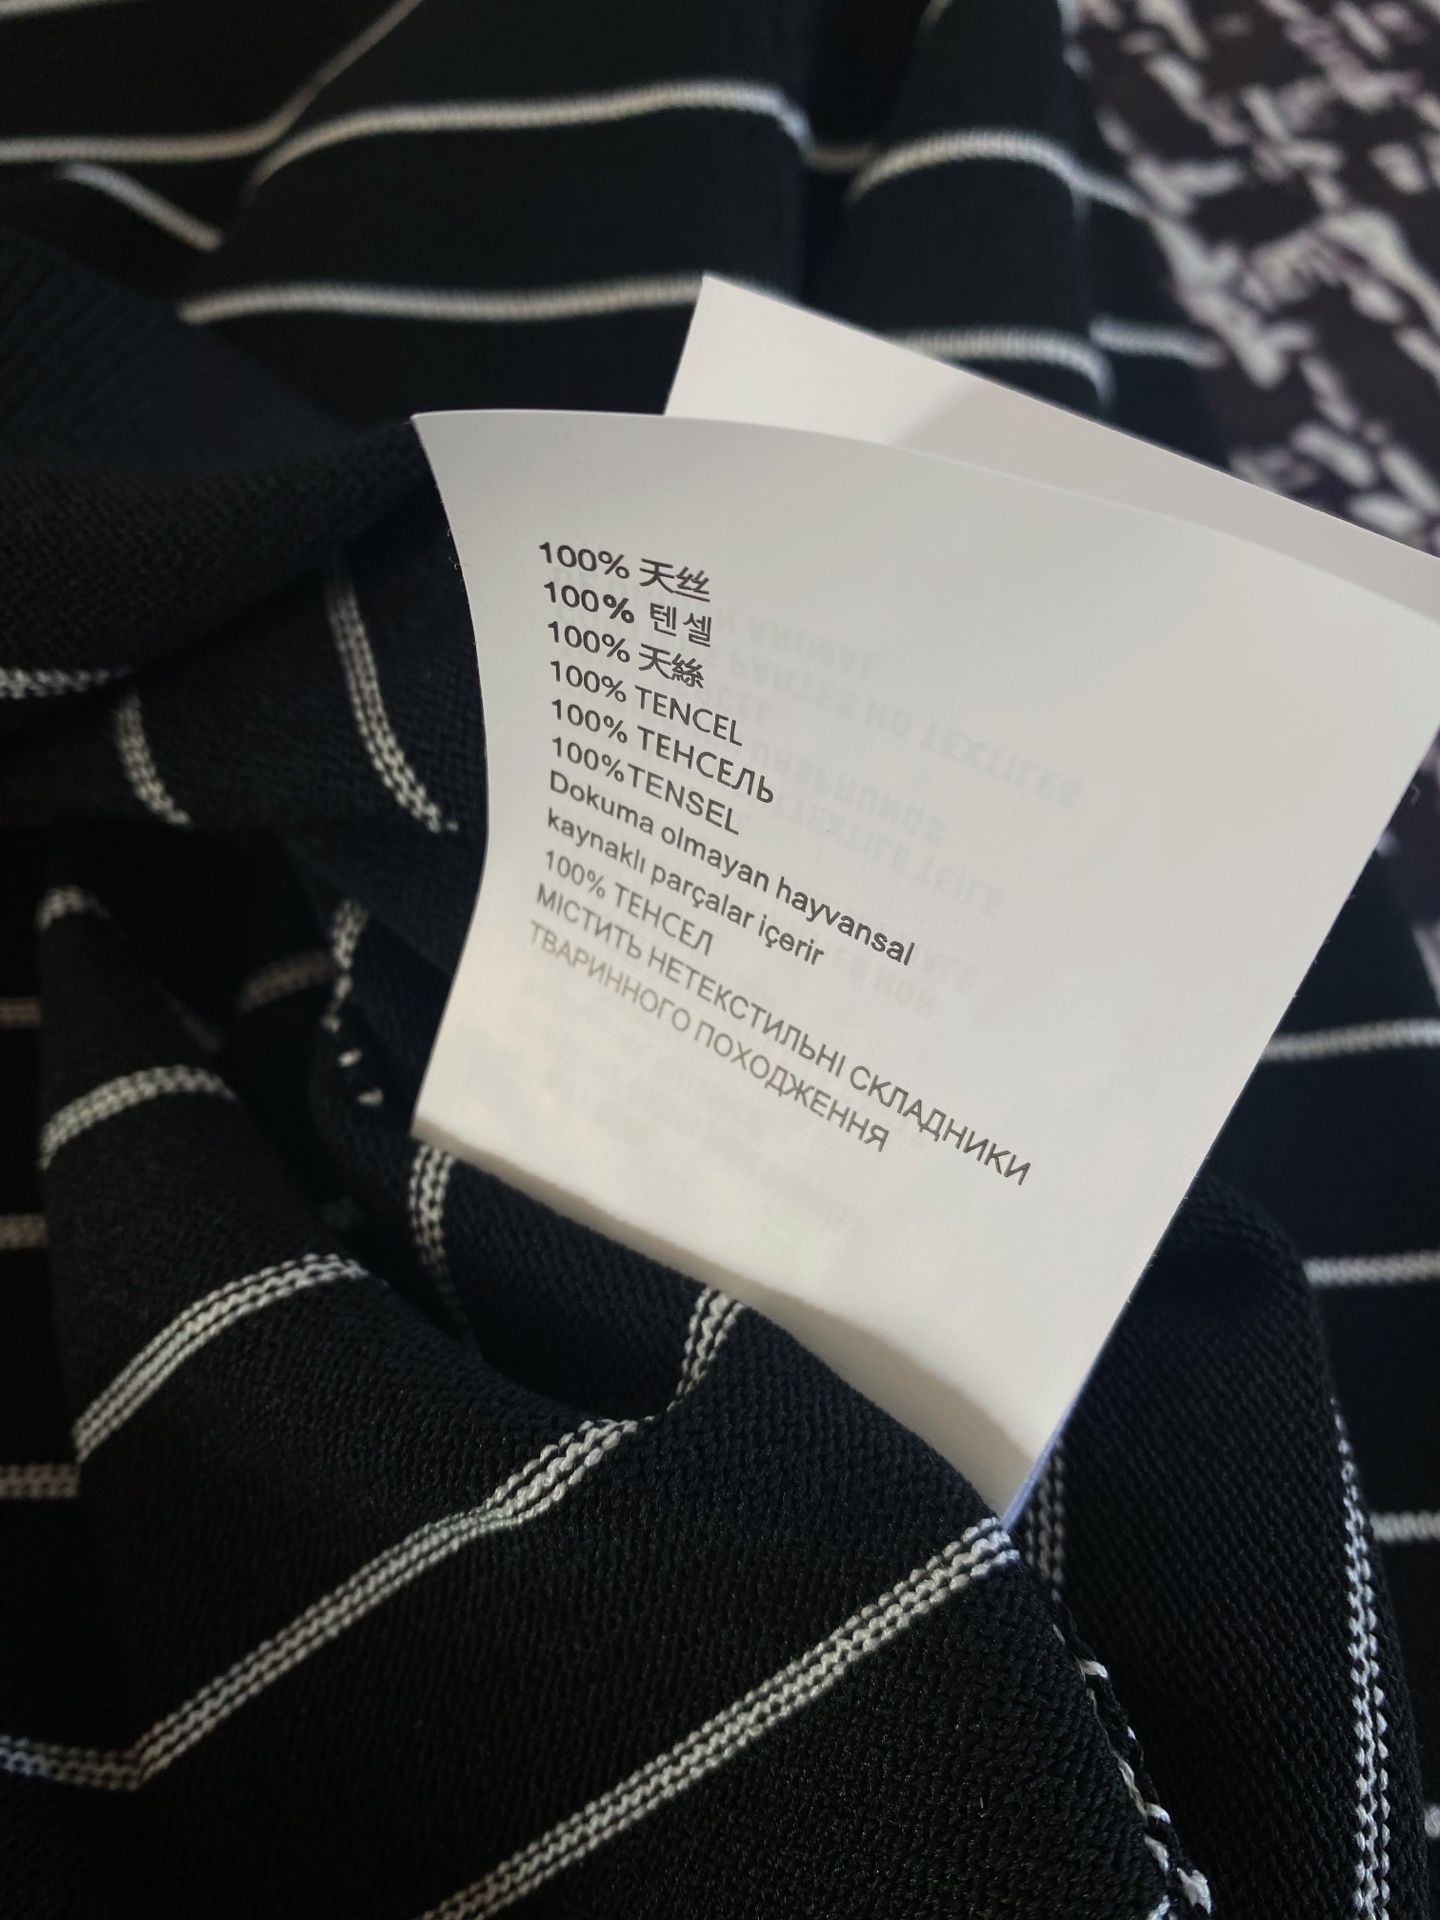 100% 天丝
100% 텐셀
100% 天絲
100% TENCEL
100% ТЕНСЕЛЬ
100%TENSEL
Dokuma olmayan hayvansal
kaynaklı parçalar içerir
100% ТЕНСЕЛ
МІСТИТЬ НЕТЕКСТИЛЬНІ СКЛАДНИКИ
ТВАРИННОГО ПОХОДЖЕННЯ